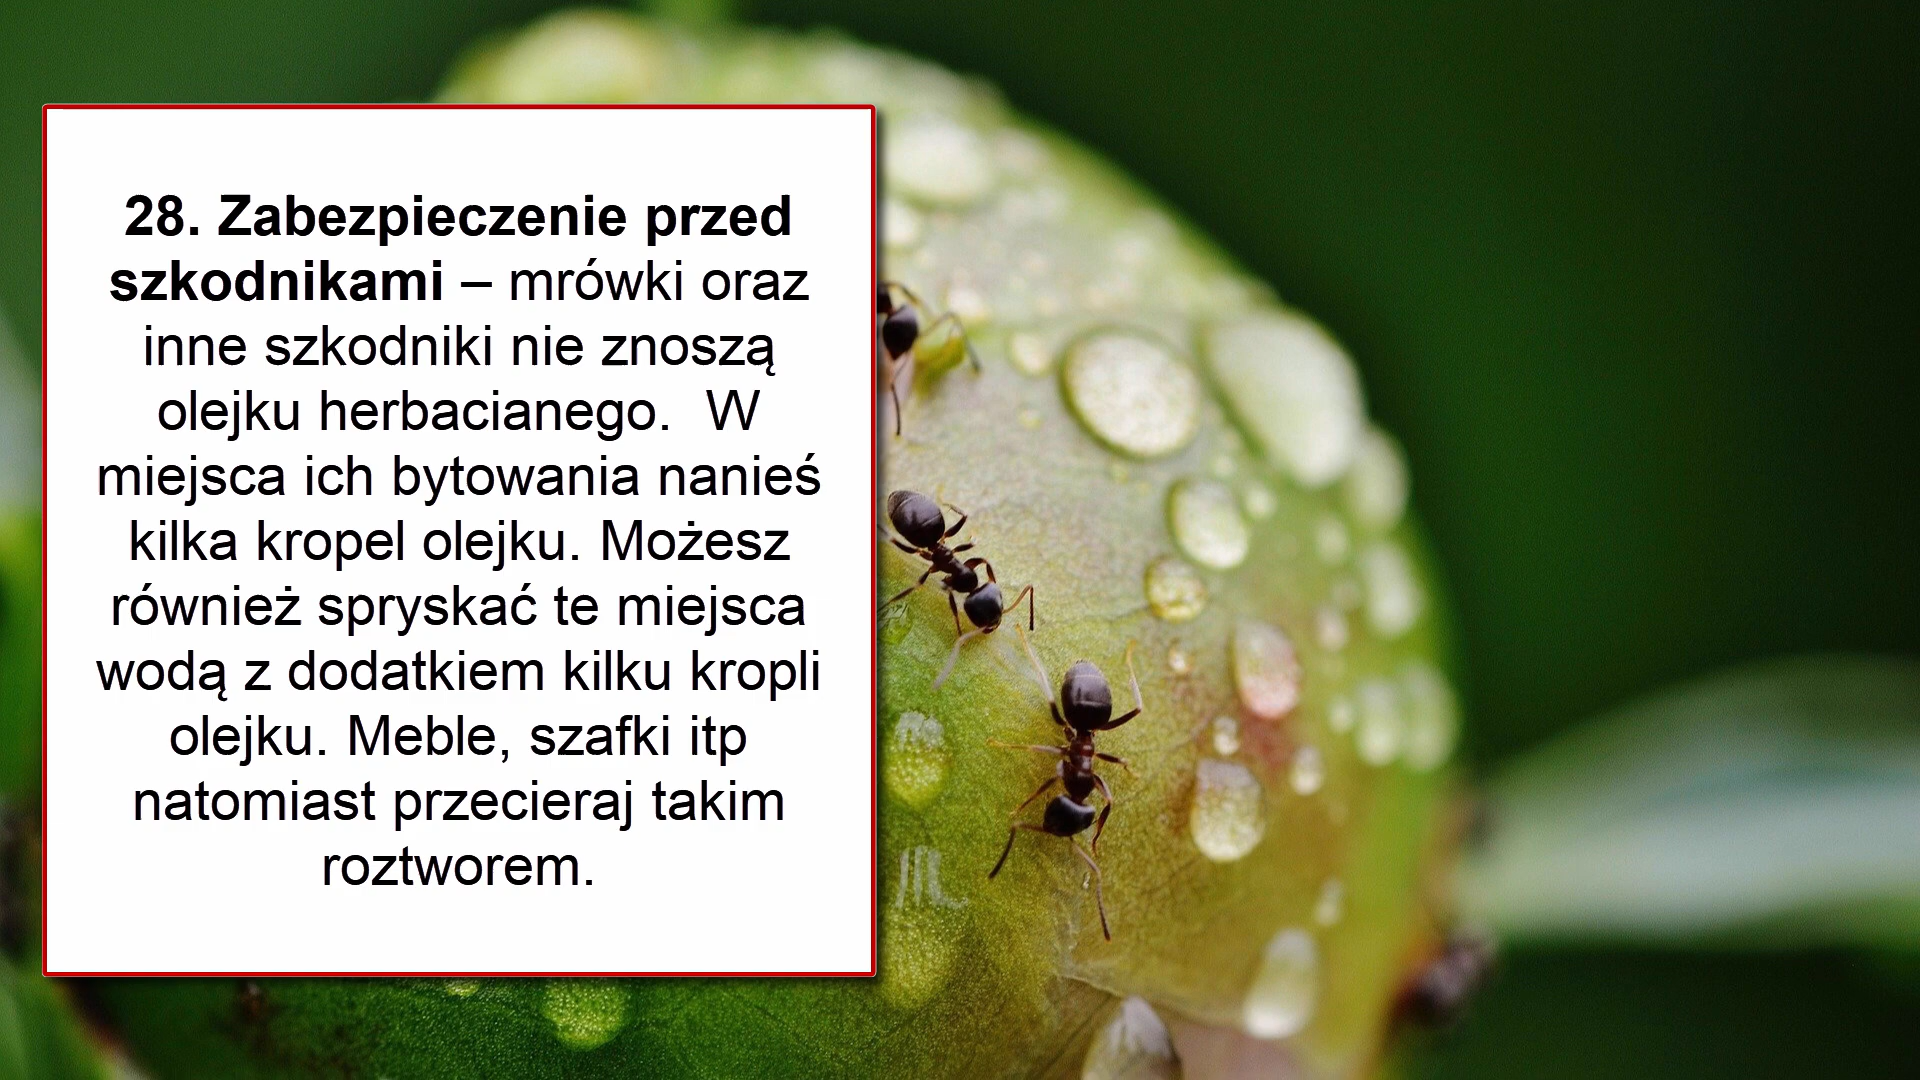 28. Zabezpieczenie przed
szkodnikami – mrówki oraz
inne szkodniki nie znoszą
olejku herbacianego.  W
miejsca ich bytowania nanieś
kilka kropel olejku. Możesz
również spryskać te miejsca
wodą z dodatkiem kilku kropli
olejku. Meble, szafki itp
natomiast przecieraj takim
roztworem.